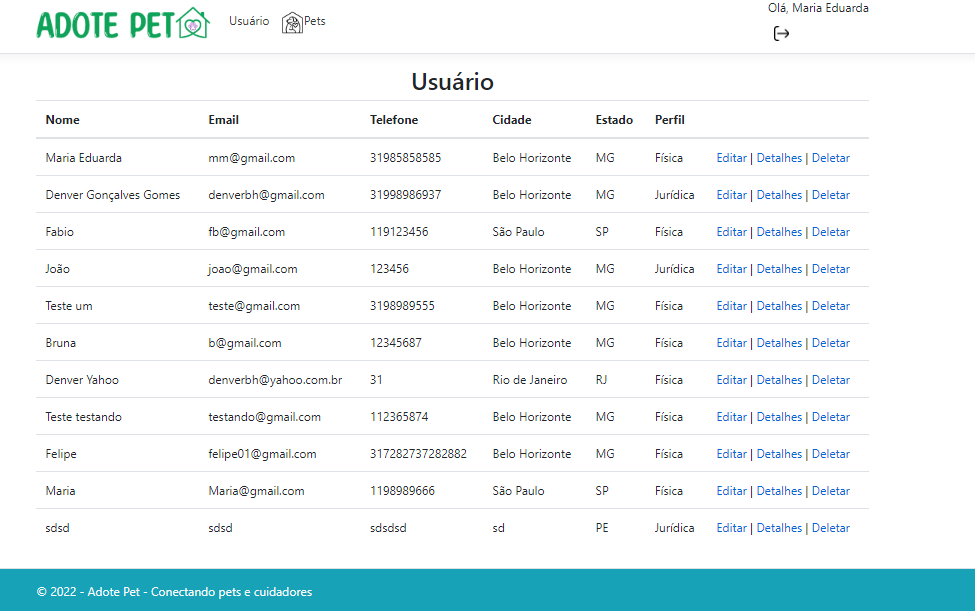 ADOTE PET Usuário Pets Olá, Maria Eduarda
Usuário
Nome Email Telefone Cidade Estado Perfil
Maria Eduarda mm@gmail.com 31985858585 Belo Horizonte MG Física Editar | Detalhes | Deletar
Denver Gonçalves Gomes denverbh@gmail.com 31998986937 Belo Horizonte MG Jurídica Editar | Detalhes | Deletar
Fabio fb@gmail.com 119123456 São Paulo SP Física Editar | Detalhes | Deletar
João joao@gmail.com 123456 Belo Horizonte MG Jurídica Editar | Detalhes | Deletar
Teste um teste@gmail.com 3198989555 Belo Horizonte MG Física Editar | Detalhes | Deletar
Bruna b@gmail.com 12345687 Belo Horizonte MG Física Editar | Detalhes | Deletar
Denver Yahoo denverbh@yahoo.com.br 31 Rio de Janeiro RJ Física Editar | Detalhes | Deletar
Teste testando testando@gmail.com 112365874 Belo Horizonte MG Física Editar | Detalhes | Deletar
Felipe felipe01@gmail.com 317282737282882 Belo Horizonte MG Física Editar | Detalhes | Deletar
Maria Maria@gmail.com 1198989666 São Paulo SP Física Editar | Detalhes | Deletar
sdsd sdsd sdsdsd sd PE Jurídica Editar | Detalhes | Deletar
© 2022 - Adote Pet - Conectando pets e cuidadores